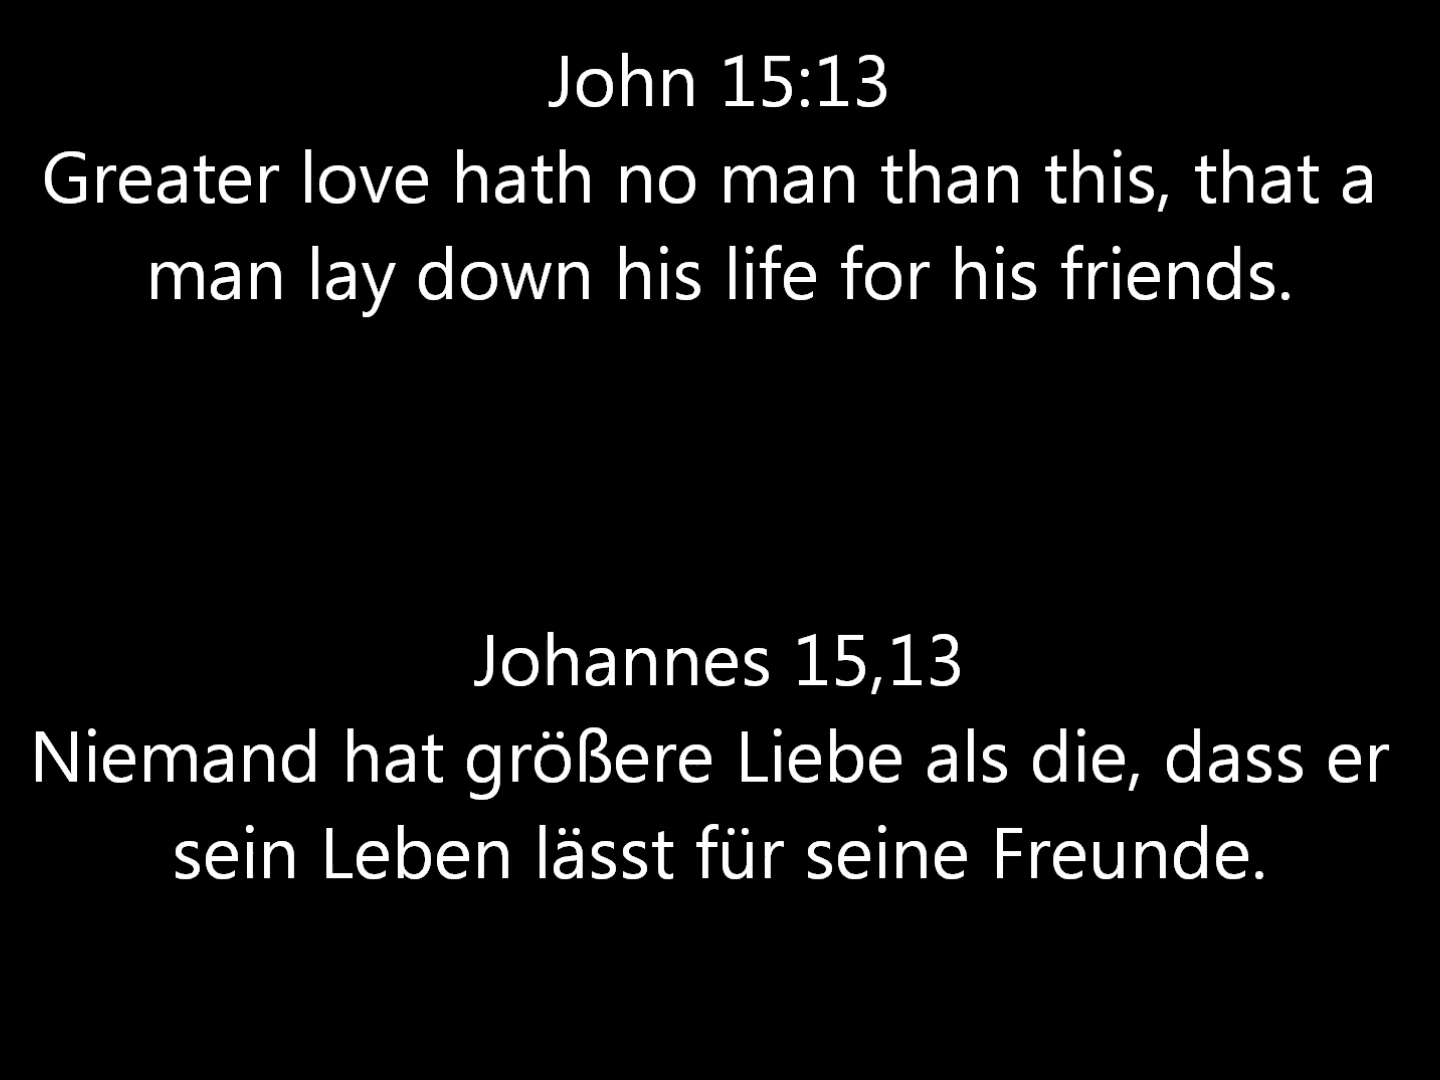 John 15:13
Greater love hath no man than this, that a
man lay down his life for his friends.
Johannes 15,13
Niemand hat größere Liebe als die, dass er
sein Leben lässt für seine Freunde.